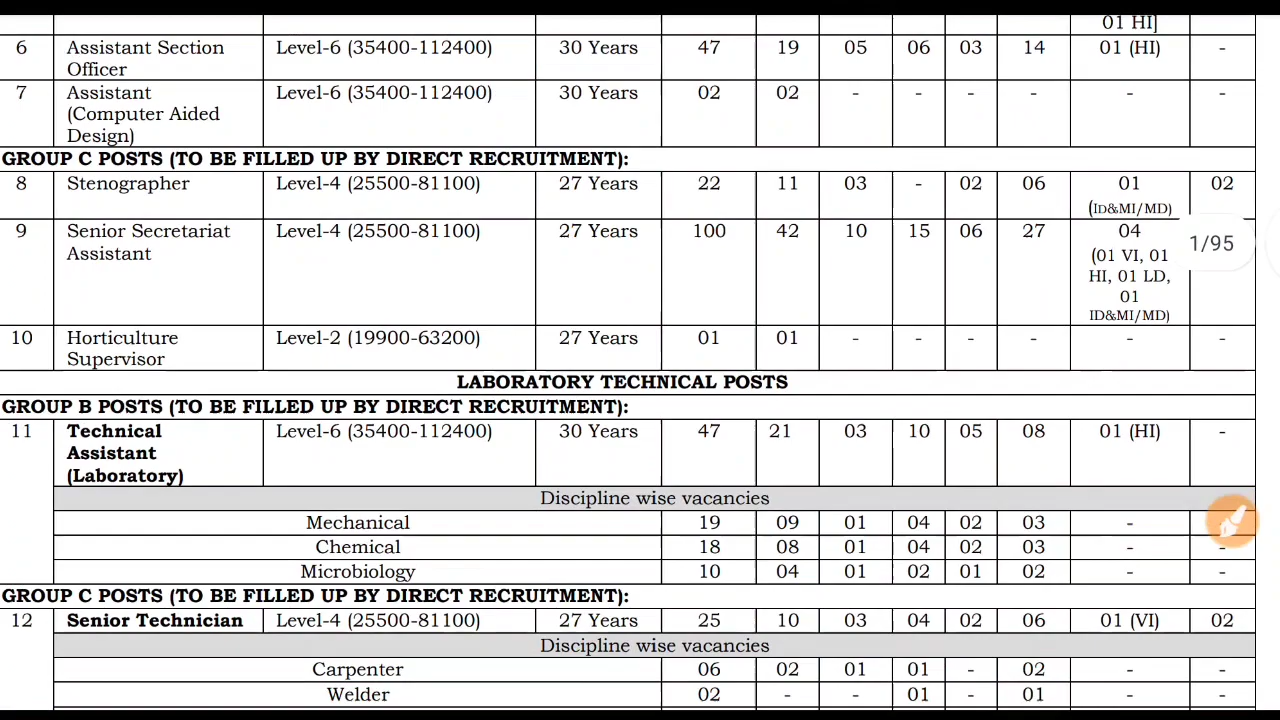 01 HI]
6 Assistant Section Level-6 (35400-112400) 30 Years 47 19 05 06 03 14 01 (HI) -
Officer
7 Assistant Level-6 (35400-112400) 30 Years 02 02 - - - - - -
(Computer Aided
Design)
GROUP C POSTS (TO BE FILLED UP BY DIRECT RECRUITMENT):
8 Stenographer Level-4 (25500-81100) 27 Years 22 11 03 - 02 06 01 02
(ID&MI/MD)
9 Senior Secretariat Level-4 (25500-81100) 27 Years 100 42 10 15 06 27 04
Assistant (01 VI, 01
HI, 01 LD,
01
ID&MI/MD)
1/95
10 Horticulture Level-2 (19900-63200) 27 Years 01 01 - - - - - -
Supervisor
LABORATORY TECHNICAL POSTS
GROUP B POSTS (TO BE FILLED UP BY DIRECT RECRUITMENT):
11 Technical Level-6 (35400-112400) 30 Years 47 21 03 10 05 08 01 (HI) -
Assistant
(Laboratory)
Discipline wise vacancies
Mechanical 19 09 01 04 02 03 -
Chemical 18 08 01 04 02 03 - -
Microbiology 10 04 01 02 01 02 - -
GROUP C POSTS (TO BE FILLED UP BY DIRECT RECRUITMENT):
12 Senior Technician Level-4 (25500-81100) 27 Years 25 10 03 04 02 06 01 (VI) 02
Discipline wise vacancies
Carpenter 06 02 01 01 - 02 - -
Welder 02 - - 01 - 01 - -